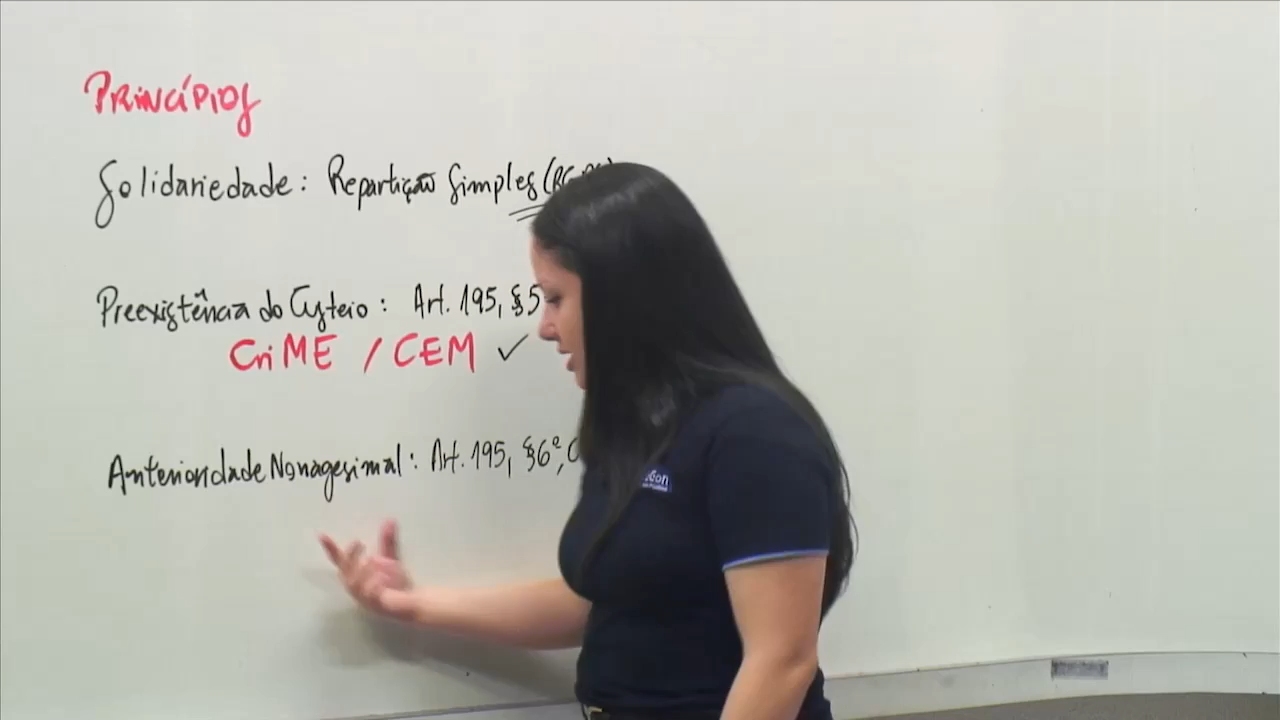 PRINCÍPIOS
Solidariedade: Repartição Simples
Preexistência do Custeio: Art. 195, §5
CriME / CEM ✓
Anterioridade Nonagesimal: Art. 195, §6º,